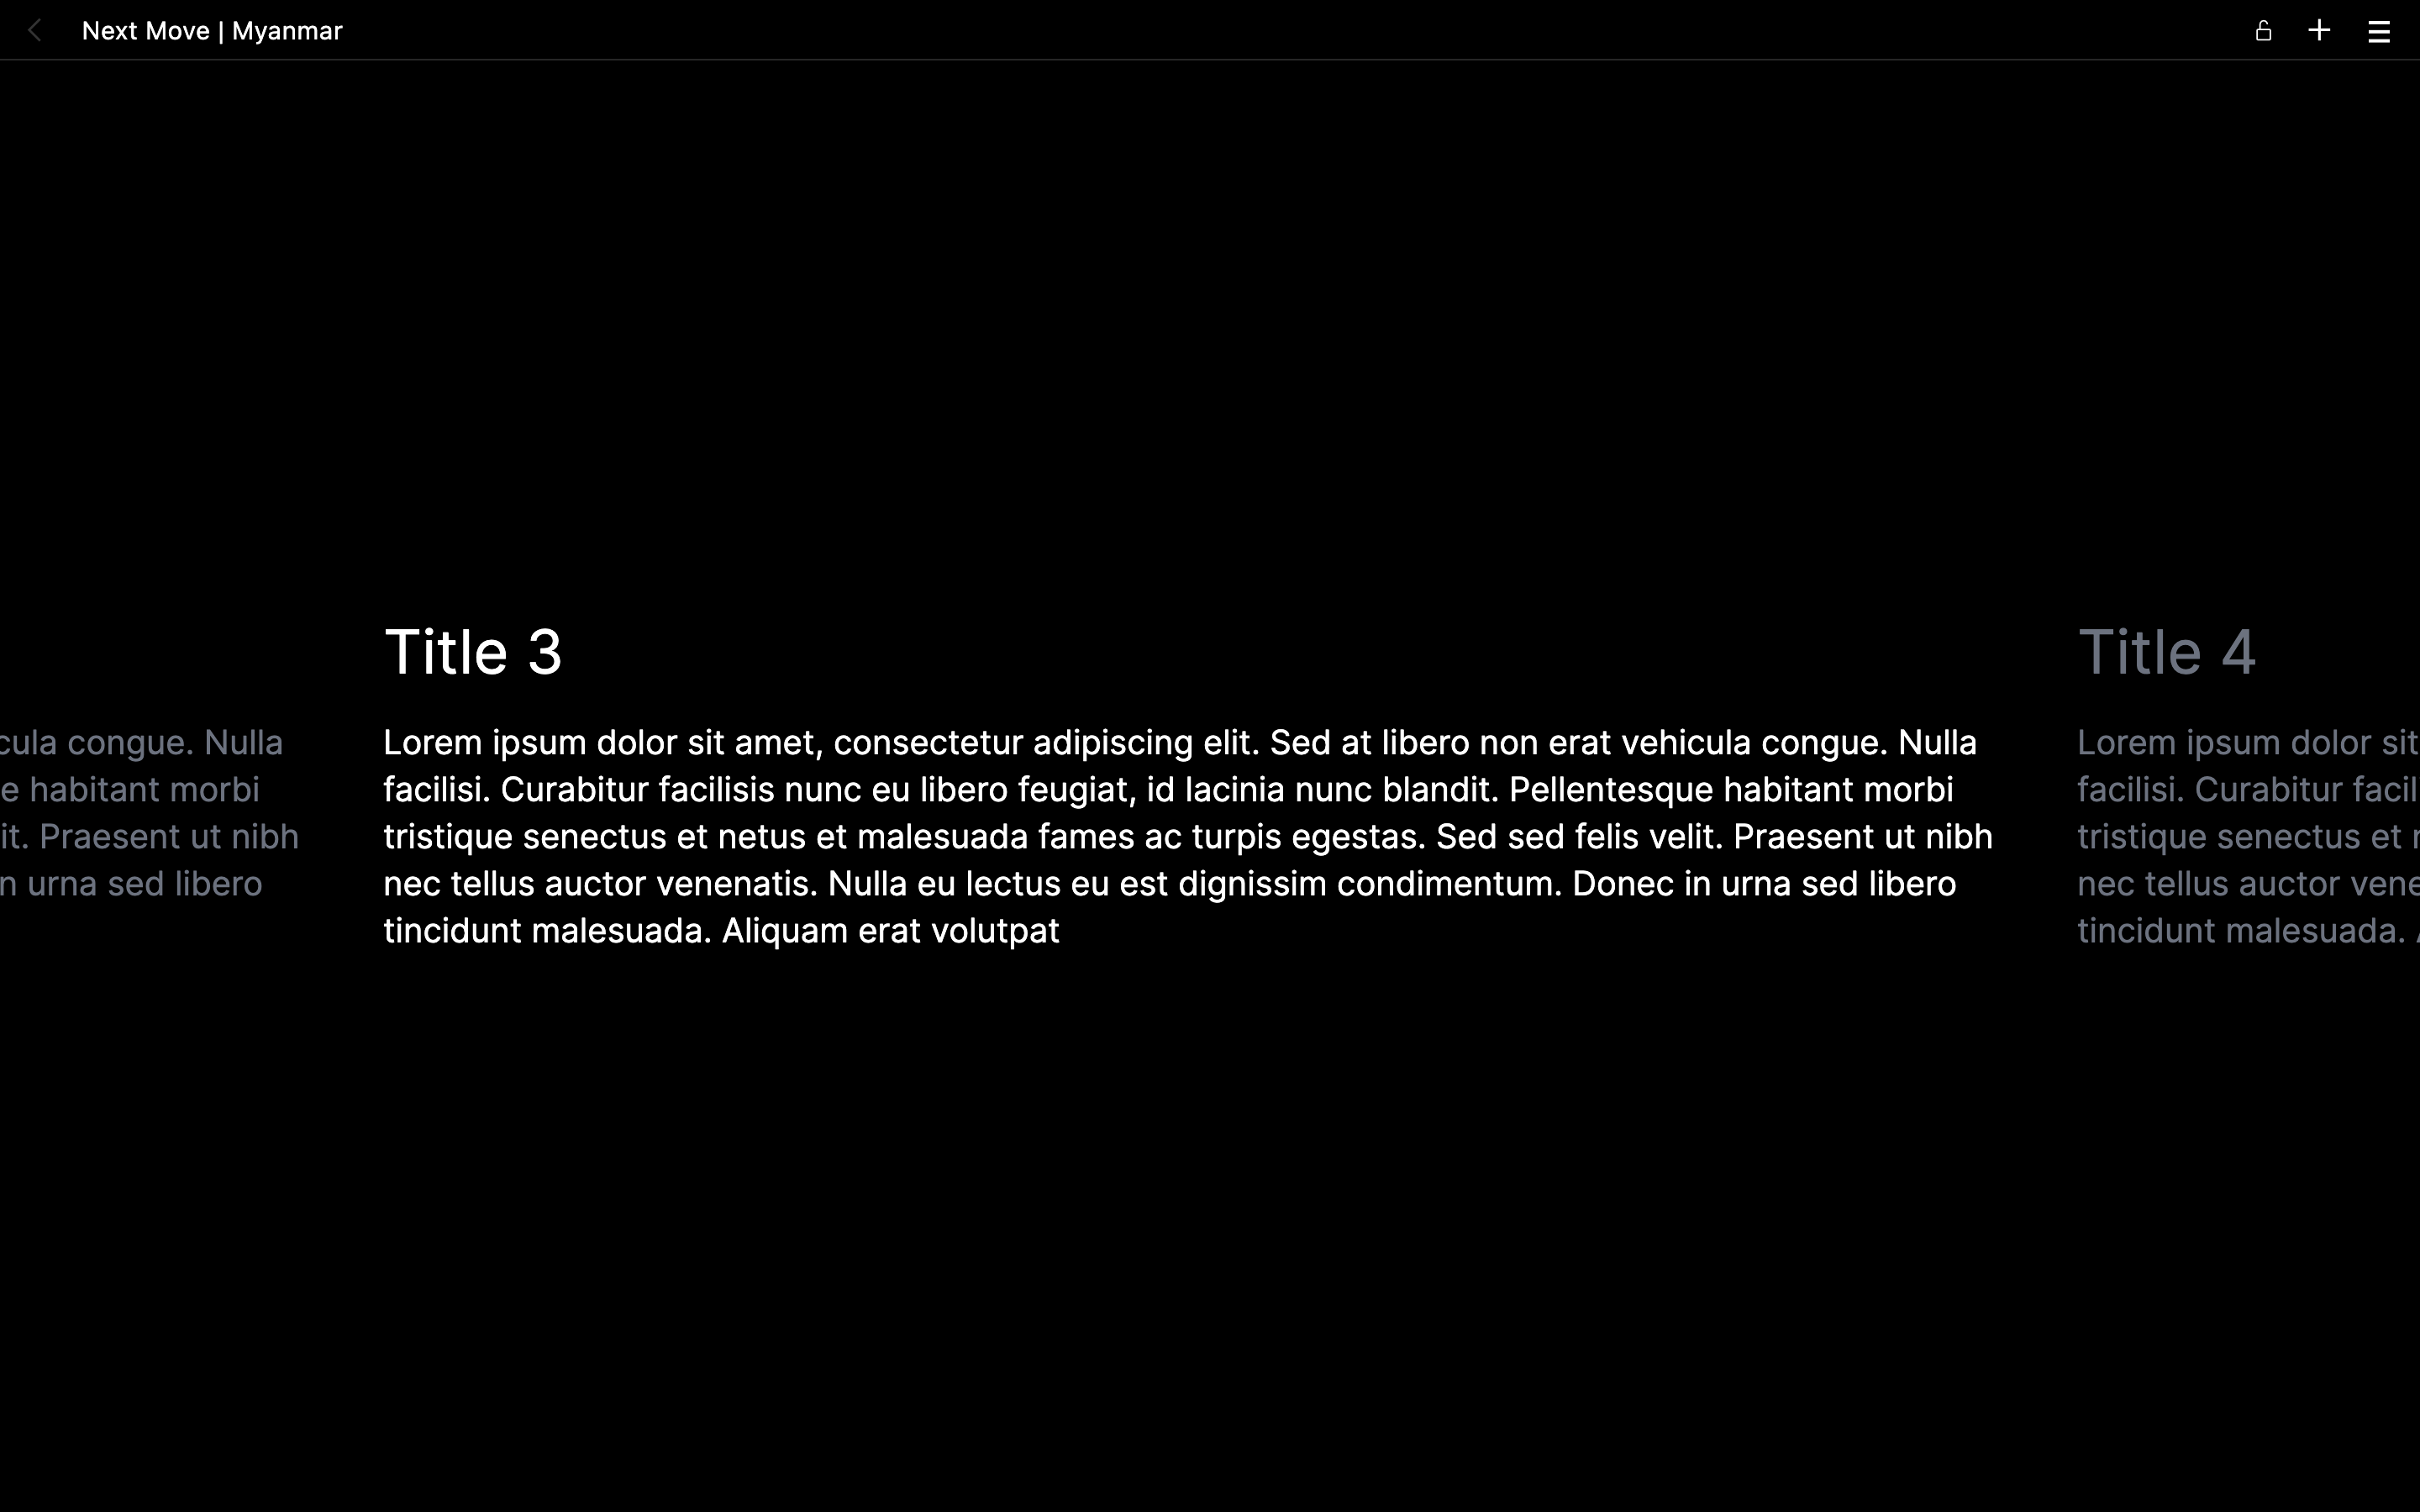 Next Move | Myanmar
cula congue. Nulla
e habitant morbi
it. Praesent ut nibh
n urna sed libero
Title 3
Lorem ipsum dolor sit amet, consectetur adipiscing elit. Sed at libero non erat vehicula congue. Nulla
facilisi. Curabitur facilisis nunc eu libero feugiat, id lacinia nunc blandit. Pellentesque habitant morbi
tristique senectus et netus et malesuada fames ac turpis egestas. Sed sed felis velit. Praesent ut nibh
nec tellus auctor venenatis. Nulla eu lectus eu est dignissim condimentum. Donec in urna sed libero
tincidunt malesuada. Aliquam erat volutpat
Title 4
Lorem ipsum dolor sit
facilisi. Curabitur facil
tristique senectus et
nec tellus auctor vene
tincidunt malesuada.